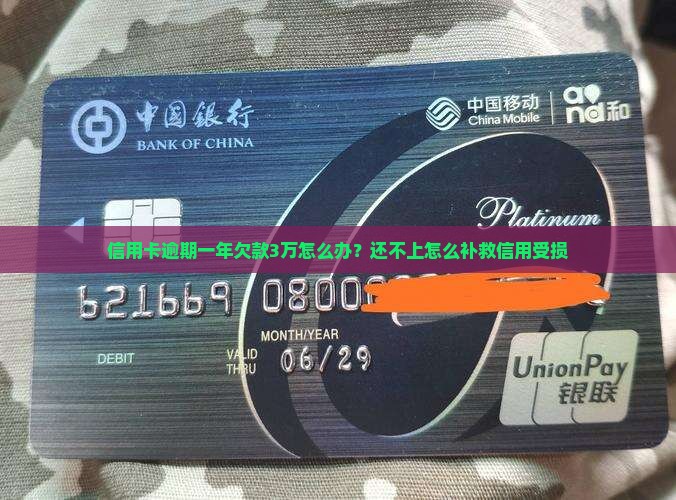 中國銀行
BANK OF CHINA
中国移动
China Mobile
and和
Platinum
信用卡逾期一年欠款3万怎么办？还不上怎么补救信用受损
621669 0800
MONTH/YEAR
DEBIT
VALID
THRU
06/29
UnionPay
银联